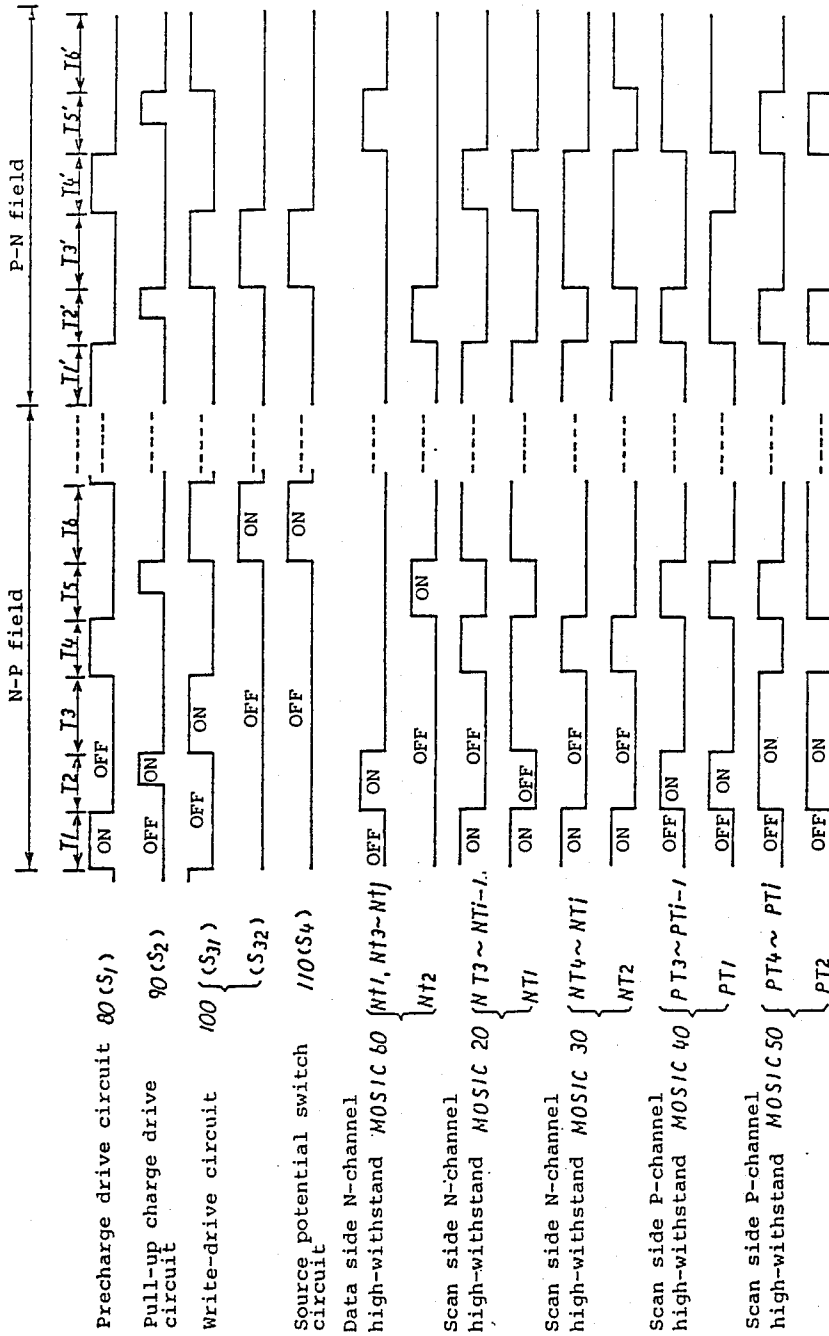 N-P field
P-N field
T1 T2 T3 T4 T5 T6
T1' T2' T3' T4' T5' T6'
Precharge drive circuit 80 (S1)
ON OFF
Pull-up charge drive
circuit
90 (S2)
OFF ON
Write-drive circuit
100 { (S31)
OFF ON
(S32)
OFF ON
Source potential switch
circuit
110 (S4)
OFF ON
Data side N-channel
high-withstand MOSIC 60 { Nt1, Nt3~Ntj
OFF ON
Nt2
OFF ON
Scan side N-channel
high-withstand MOSIC 20 { NT3~NTi-1
ON OFF
NT1
ON OFF
Scan side N-channel
high-withstand MOSIC 30 { NT4~NTi
ON OFF
NT2
ON OFF
Scan side P-channel
high-withstand MOSIC 40 { PT3~PTi-1
OFF ON
PT1
OFF ON
Scan side P-channel
high-withstand MOSIC 50 { PT4~PTi
OFF ON
PT2
OFF ON